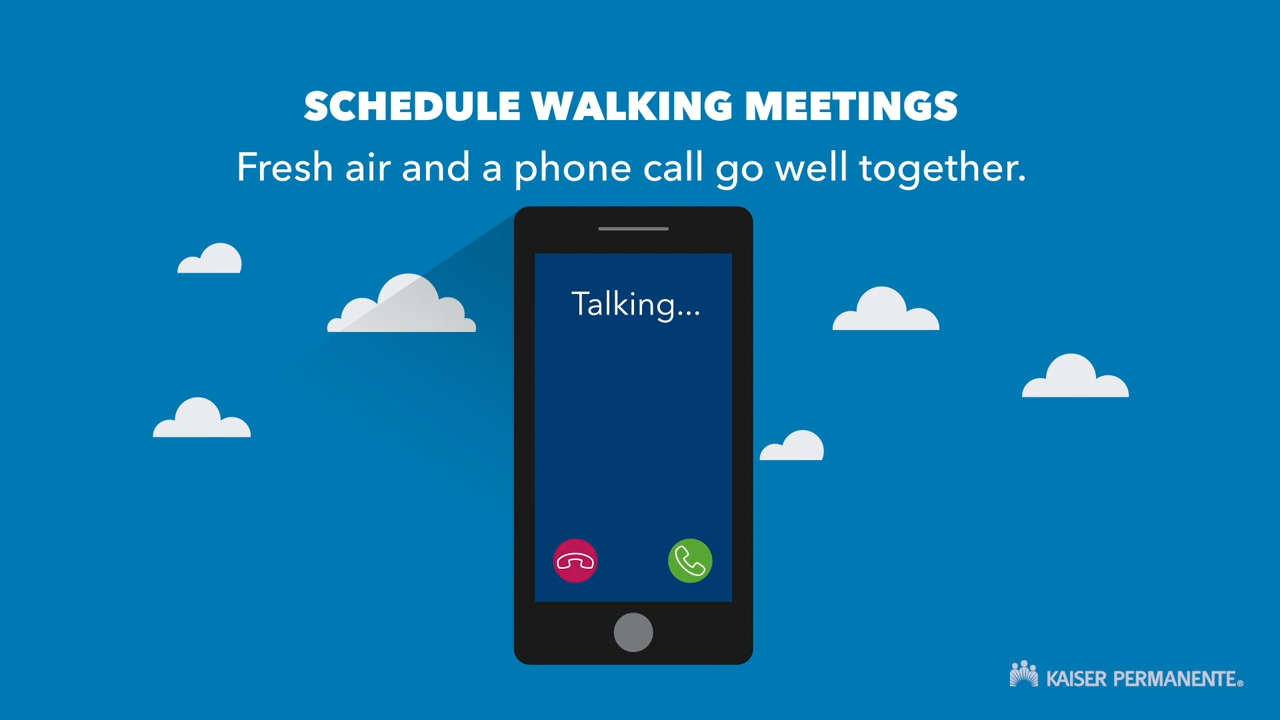 SCHEDULE WALKING MEETINGS
Fresh air and a phone call go well together.
Talking...
KAISER PERMANENTE®